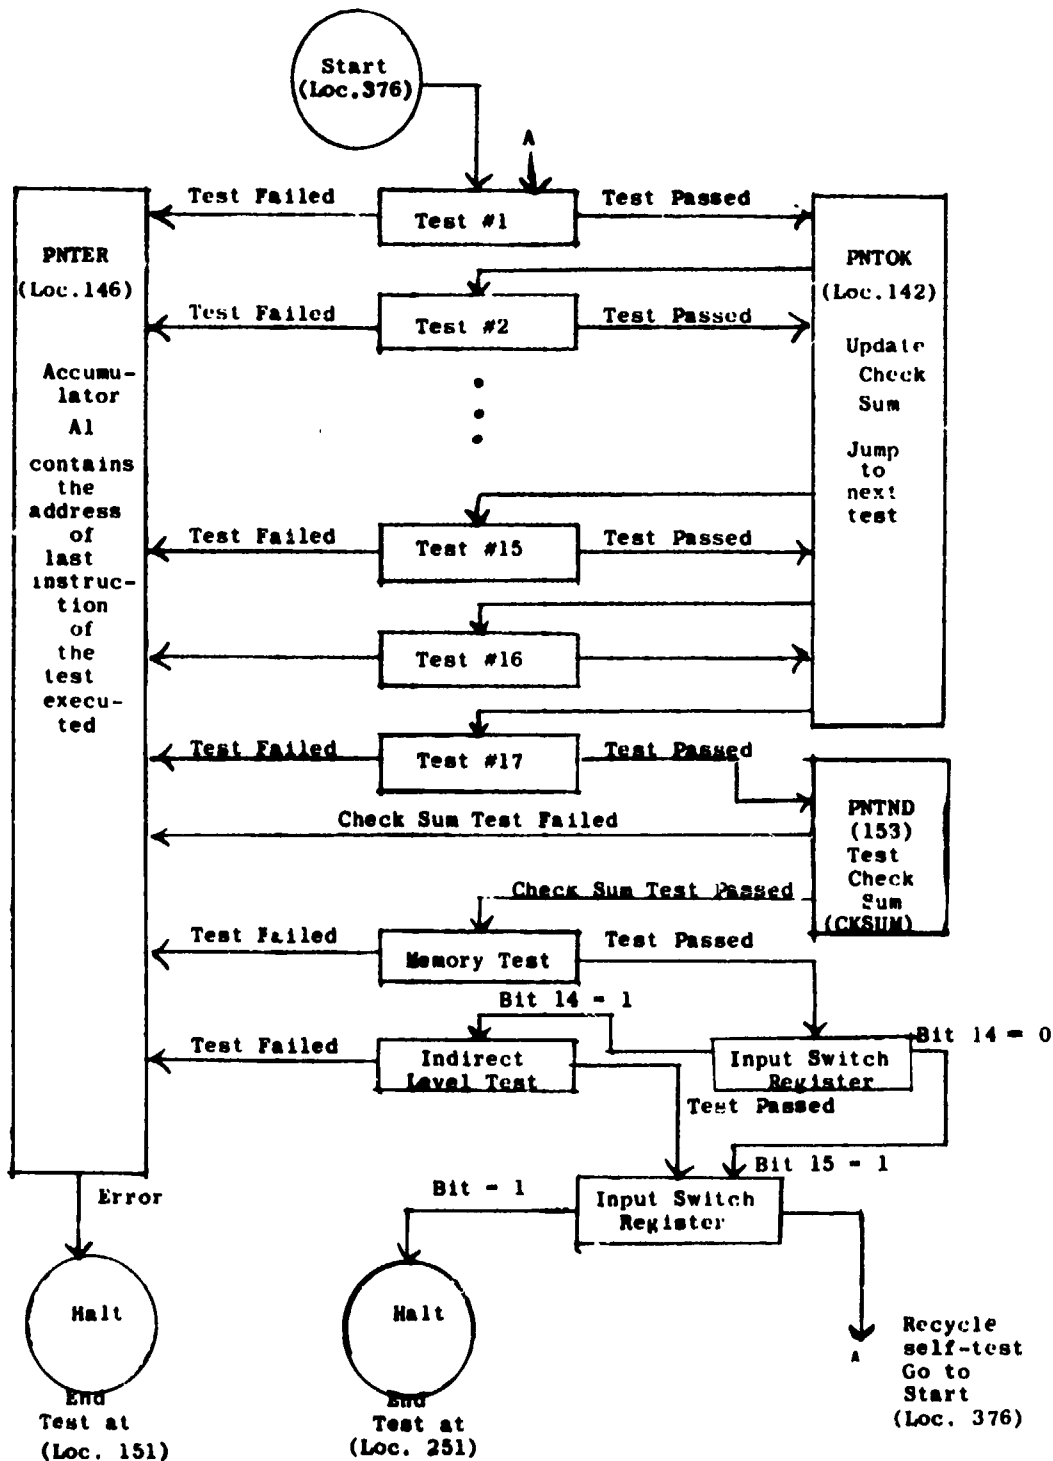 Start
(Loc.376)
A
Test Failed
Test #1
Test Passed
PNTER
(Loc.146)
Accumu-
lator
A1
contains
the
address
of
last
instruc-
tion
of
the
test
execu-
ted
PNTOK
(Loc.142)
Update
Check
Sum
Jump
to
next
test
Test Failed
Test #2
Test Passed
Test Failed
Test #15
Test Passed
Test #16
Test Failed
Test #17
Test Passed
PNTND
(153)
Test
Check
Sum
(CKSUM)
Check Sum Test Failed
Check Sum Test Passed
Test Failed
Memory Test
Test Passed
Bit 14 = 1
Bit 14 = 0
Test Failed
Indirect
Level Test
Input Switch
Register
Test Passed
Bit 15 = 1
Error
Bit = 1
Input Switch
Register
Halt
End
Test at
(Loc. 151)
Halt
End
Test at
(Loc. 251)
A
Recycle
self-test
Go to
Start
(Loc. 376)